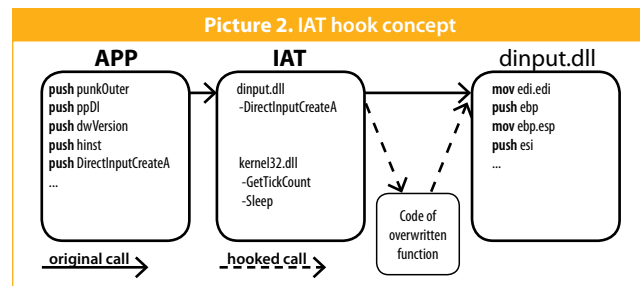 Picture 2. IAT hook concept
APP
push punkOuter
push ppDI
push dwVersion
push hinst
push DirectInputCreateA
...
original call
IAT
dinput.dll
-DirectInputCreateA
kernel32.dll
-GetTickCount
-Sleep
hooked call
Code of
overwritten
function
dinput.dll
mov edi.edi
push ebp
mov ebp.esp
push esi
...